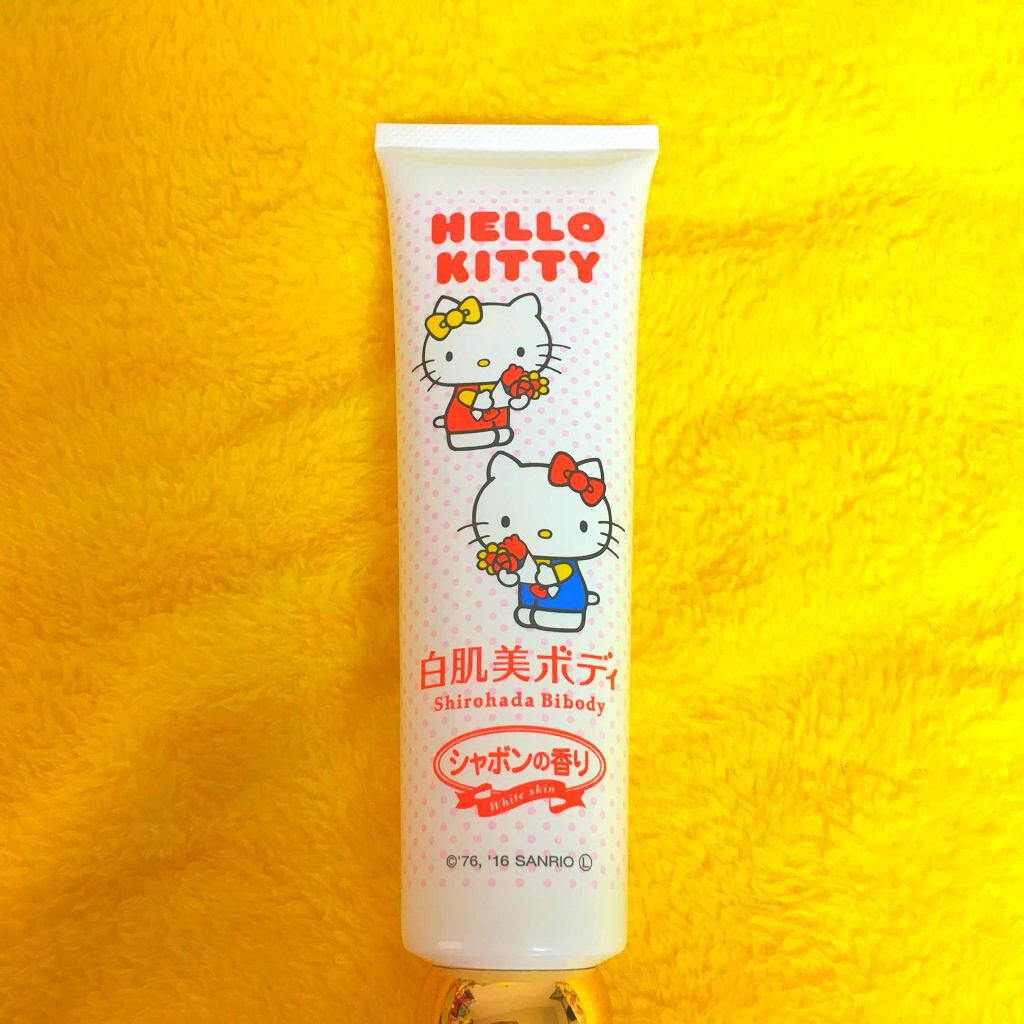 HELLO
KITTY
白肌美ボディ
Shirohada Bibody
シャボンの香り
White skin
©'76, '16 SANRIO Ⓛ